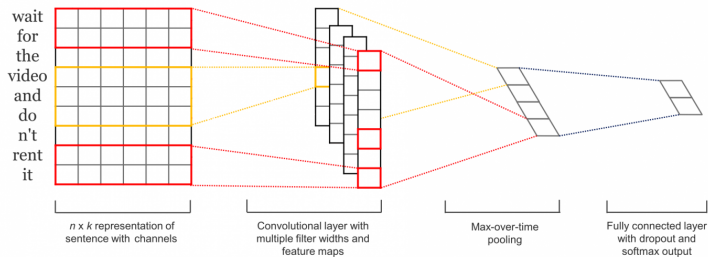 wait
for
the
video
and
do
n't
rent
it
n x k representation of
sentence with channels
Convolutional layer with
multiple filter widths and
feature maps
Max-over-time
pooling
Fully connected layer
with dropout and
softmax output